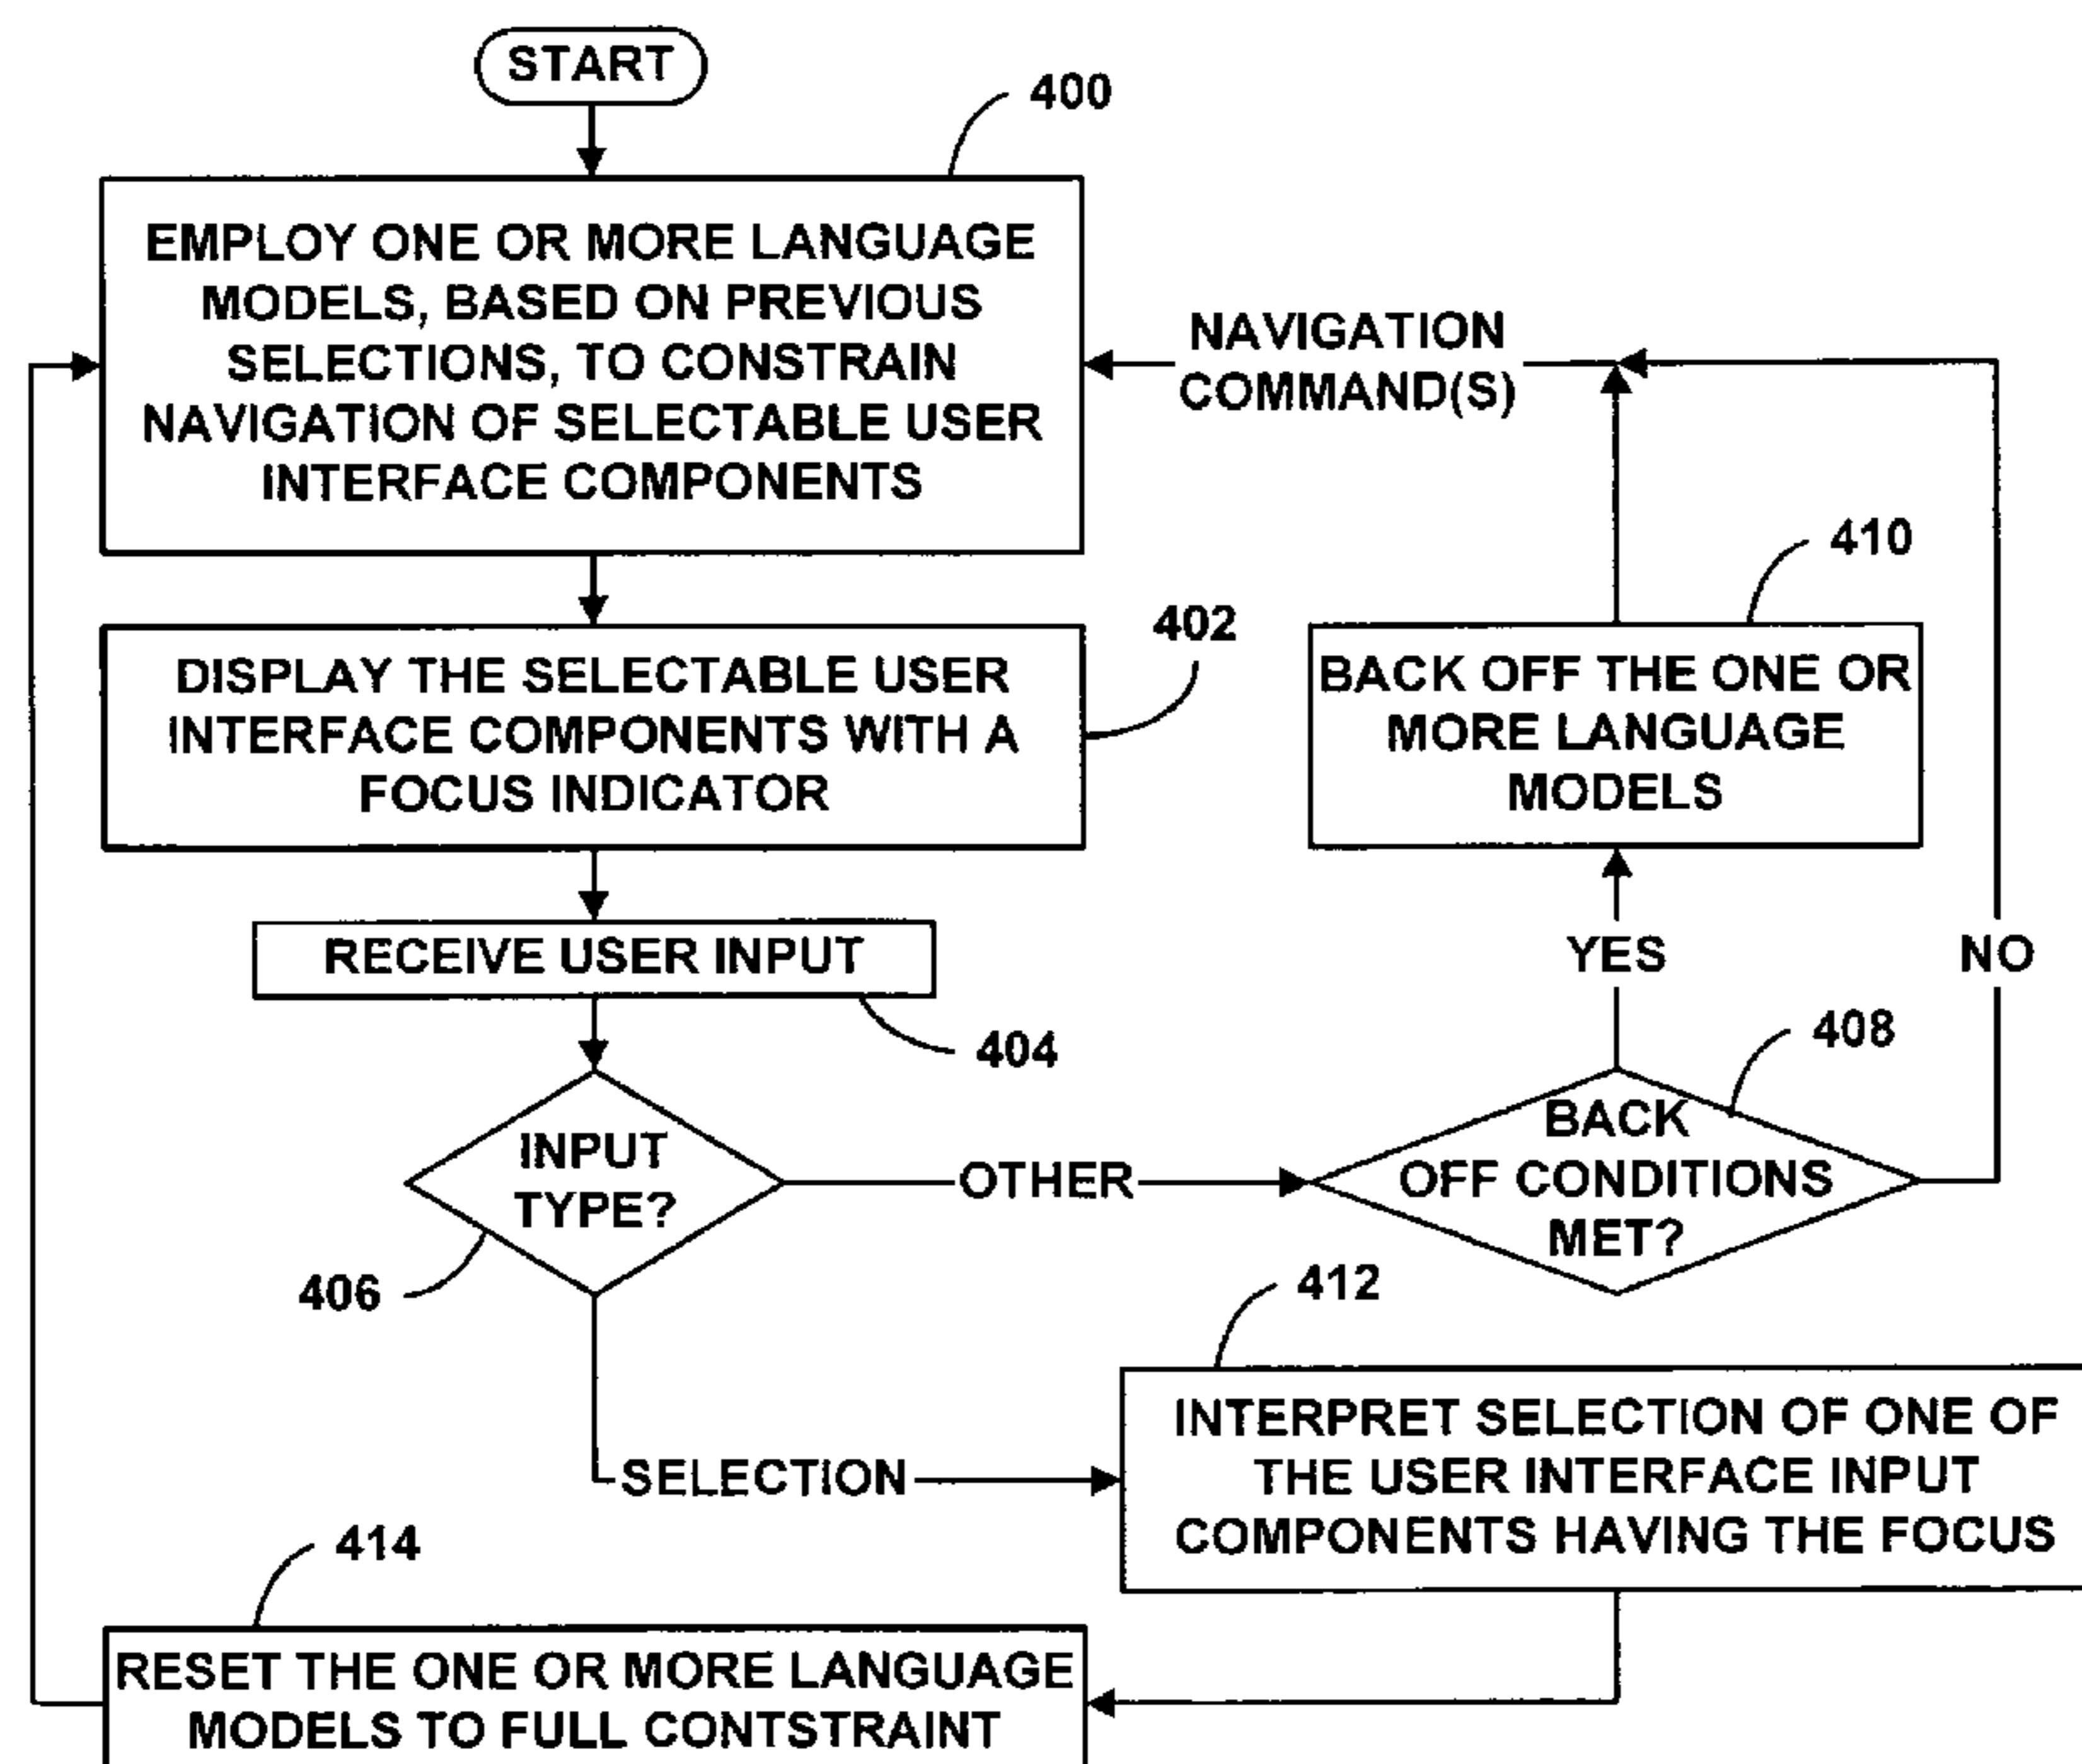 START
400
EMPLOY ONE OR MORE LANGUAGE
MODELS, BASED ON PREVIOUS
SELECTIONS, TO CONSTRAIN
NAVIGATION OF SELECTABLE USER
INTERFACE COMPONENTS
NAVIGATION
COMMAND(S)
410
402
DISPLAY THE SELECTABLE USER
INTERFACE COMPONENTS WITH A
FOCUS INDICATOR
BACK OFF THE ONE OR
MORE LANGUAGE
MODELS
RECEIVE USER INPUT
YES
NO
404
408
INPUT
TYPE?
OTHER
BACK
OFF CONDITIONS
MET?
406
412
SELECTION
INTERPRET SELECTION OF ONE OF
THE USER INTERFACE INPUT
COMPONENTS HAVING THE FOCUS
414
RESET THE ONE OR MORE LANGUAGE
MODELS TO FULL CONTSTRAINT